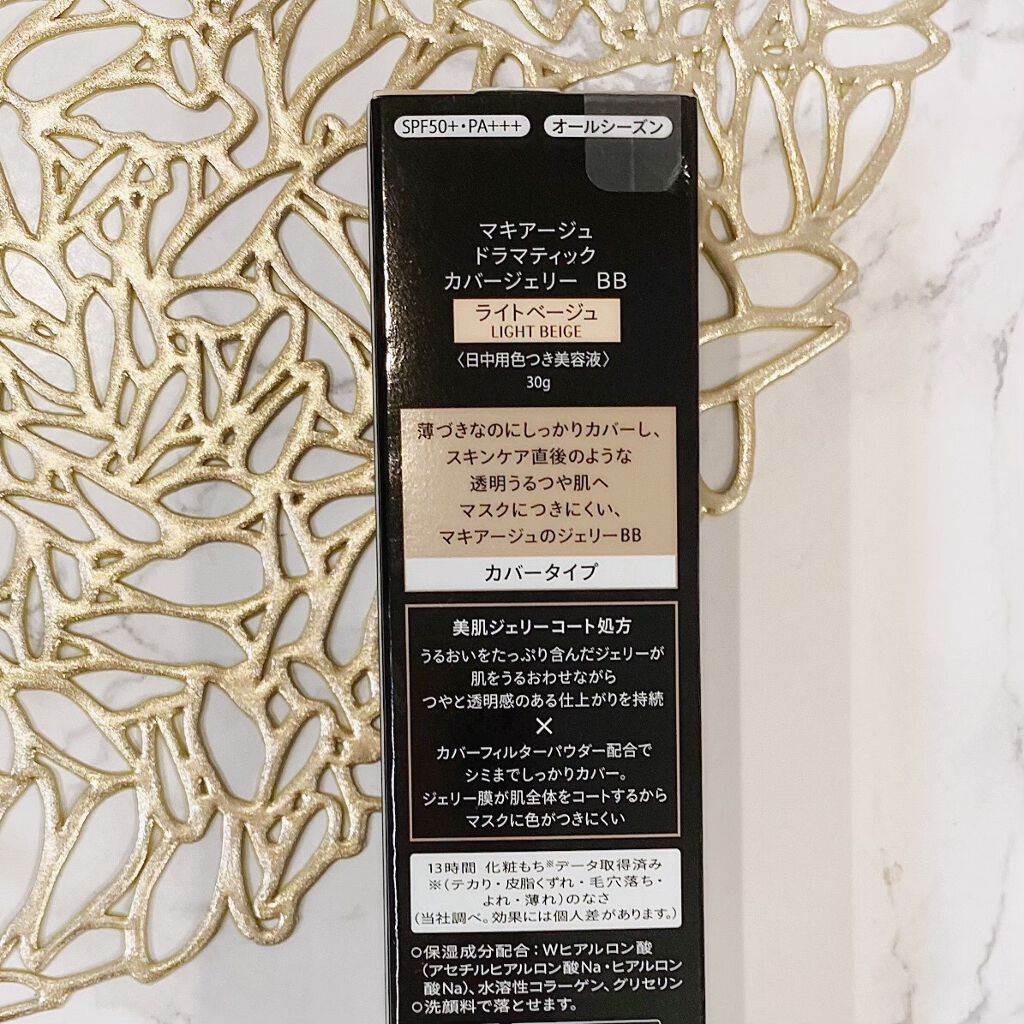 SPF50+・PA+++ オールシーズン
マキアージュ
ドラマティック
カバージェリー BB
ライトベージュ
LIGHT BEIGE
〈日中用色つき美容液〉
30g
薄づきなのにしっかりカバーし、
スキンケア直後のような
透明うるつや肌へ
マスクにつきにくい、
マキアージュのジェリーBB
カバータイプ
美肌ジェリーコート処方
うるおいをたっぷり含んだジェリーが
肌をうるおわせながら
つやと透明感のある仕上がりを持続
×
カバーフィルターパウダー配合で
シミまでしっかりカバー。
ジェリー膜が肌全体をコートするから
マスクに色がつきにくい
13時間 化粧もち※データ取得済み
※(テカリ・皮脂くずれ・毛穴落ち・
よれ・薄れ)のなさ
(当社調べ。効果には個人差があります。)
○保湿成分配合：Wヒアルロン酸
(アセチルヒアルロン酸Na・ヒアルロン
酸Na)、水溶性コラーゲン、グリセリン
○洗顔料で落とせます。